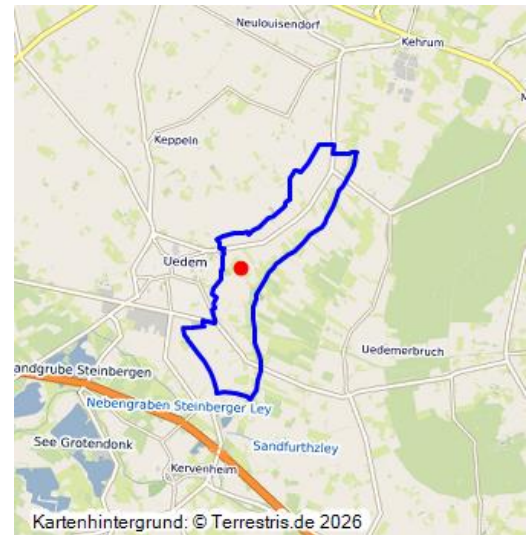 Neulouisendorf
Kehrum
Keppeln
Uedem
Uedemerbruch
andgrube Steinbergen
Nebengraben Steinberger Ley
See Grotendonk
Sandfurthzley
Kervenheim
Kartenhintergrund: © Terrestris.de 2026